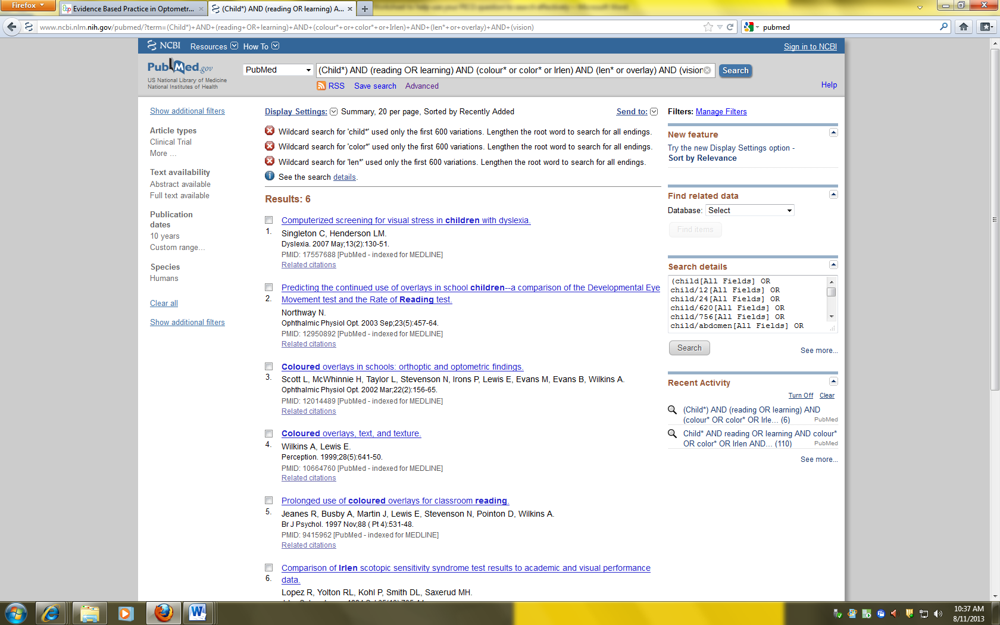 Firefox
Evidence Based Practice in Optometr...
(Child*) AND (reading OR learning) A...
Worksheet to help use your PICO question to search effectively - Microsoft Word
www.ncbi.nlm.nih.gov/pubmed/?term=(Child*)+AND+(reading+OR+learning)+AND+(colour*+or+color*+or+Irlen)+AND+(len*+or+overlay)+AND+(vision)
pubmed
NCBI Resources How To
Sign in to NCBI
PubMed.gov
US National Library of Medicine
National Institutes of Health
PubMed
(Child*) AND (reading OR learning) AND (colour* or color* or Irlen) AND (len* or overlay) AND (vision
Search
RSS Save search Advanced
Help
Show additional filters
Article types
Clinical Trial
More ...
Text availability
Abstract available
Full text available
Publication
dates
10 years
Custom range...
Species
Humans
Clear all
Show additional filters
Display Settings: Summary, 20 per page, Sorted by Recently Added
Send to:
Wildcard search for 'child*' used only the first 600 variations. Lengthen the root word to search for all endings.
Wildcard search for 'color*' used only the first 600 variations. Lengthen the root word to search for all endings.
Wildcard search for 'len*' used only the first 600 variations. Lengthen the root word to search for all endings.
See the search details.
Results: 6
Computerized screening for visual stress in children with dyslexia.
1. Singleton C, Henderson LM.
Dyslexia. 2007 May;13(2):130-51.
PMID: 17557688 [PubMed - indexed for MEDLINE]
Related citations
Predicting the continued use of overlays in school children--a comparison of the Developmental Eye
2. Movement test and the Rate of Reading test.
Northway N.
Ophthalmic Physiol Opt. 2003 Sep;23(5):457-64.
PMID: 12950892 [PubMed - indexed for MEDLINE]
Related citations
Coloured overlays in schools: orthoptic and optometric findings.
3. Scott L, McWhinnie H, Taylor L, Stevenson N, Irons P, Lewis E, Evans M, Evans B, Wilkins A.
Ophthalmic Physiol Opt. 2002 Mar;22(2):156-65.
PMID: 12014489 [PubMed - indexed for MEDLINE]
Related citations
Coloured overlays, text, and texture.
4. Wilkins A, Lewis E.
Perception. 1999;28(5):641-50.
PMID: 10664760 [PubMed - indexed for MEDLINE]
Related citations
Prolonged use of coloured overlays for classroom reading.
5. Jeanes R, Busby A, Martin J, Lewis E, Stevenson N, Pointon D, Wilkins A.
Br J Psychol. 1997 Nov;88 ( Pt 4):531-48.
PMID: 9415962 [PubMed - indexed for MEDLINE]
Related citations
Comparison of Irlen scotopic sensitivity syndrome test results to academic and visual performance
6. data.
Lopez R, Yolton RL, Kohl P, Smith DL, Saxerud MH.
Filters: Manage Filters
New feature
Try the new Display Settings option -
Sort by Relevance
Find related data
Database: Select
Find items
Search details
(child[All Fields] OR
child/12[All Fields] OR
child/24[All Fields] OR
child/620[All Fields] OR
child/756[All Fields] OR
child/abdomen[All Fields] OR
Search
See more...
Recent Activity
Turn Off Clear
(Child*) AND (reading OR learning) AND
(colour* OR color* OR Irle... (6) PubMed
Child* AND reading OR learning AND colour*
OR color* OR Irlen AND... (110) PubMed
See more...
10:37 AM
8/11/2013